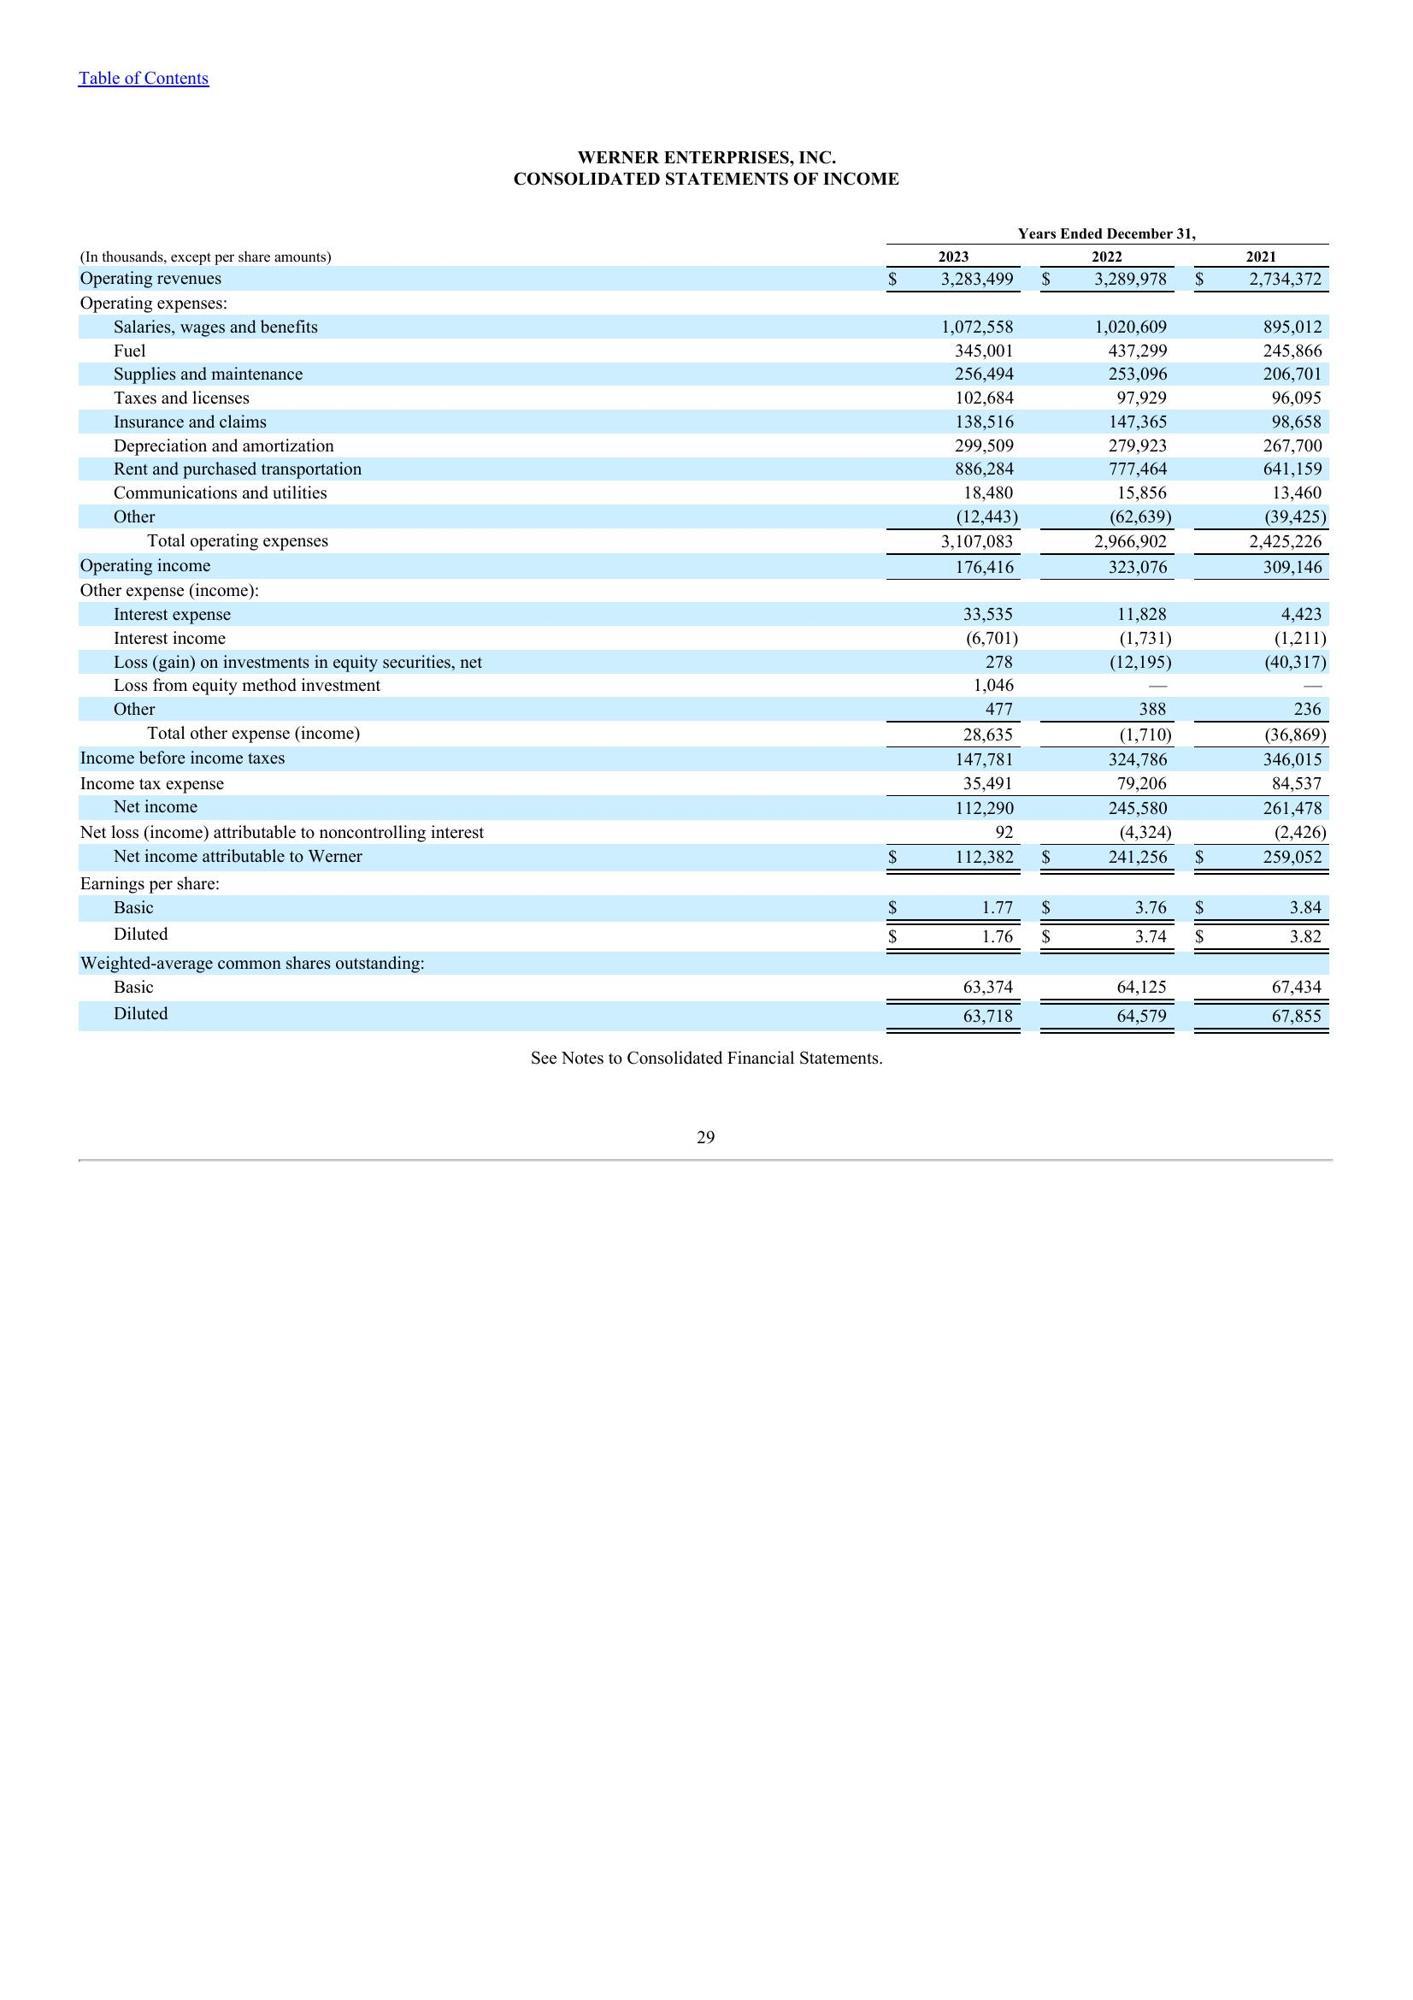 Table of Contents
WERNER ENTERPRISES, INC.
CONSOLIDATED STATEMENTS OF INCOME
Years Ended December 31,
(In thousands, except per share amounts) 2023 2022 2021
Operating revenues $ 3,283,499 $ 3,289,978 $ 2,734,372
Operating expenses:
Salaries, wages and benefits 1,072,558 1,020,609 895,012
Fuel 345,001 437,299 245,866
Supplies and maintenance 256,494 253,096 206,701
Taxes and licenses 102,684 97,929 96,095
Insurance and claims 138,516 147,365 98,658
Depreciation and amortization 299,509 279,923 267,700
Rent and purchased transportation 886,284 777,464 641,159
Communications and utilities 18,480 15,856 13,460
Other (12,443) (62,639) (39,425)
Total operating expenses 3,107,083 2,966,902 2,425,226
Operating income 176,416 323,076 309,146
Other expense (income):
Interest expense 33,535 11,828 4,423
Interest income (6,701) (1,731) (1,211)
Loss (gain) on investments in equity securities, net 278 (12,195) (40,317)
Loss from equity method investment 1,046 — —
Other 477 388 236
Total other expense (income) 28,635 (1,710) (36,869)
Income before income taxes 147,781 324,786 346,015
Income tax expense 35,491 79,206 84,537
Net income 112,290 245,580 261,478
Net loss (income) attributable to noncontrolling interest 92 (4,324) (2,426)
Net income attributable to Werner $ 112,382 $ 241,256 $ 259,052
Earnings per share:
Basic $ 1.77 $ 3.76 $ 3.84
Diluted $ 1.76 $ 3.74 $ 3.82
Weighted-average common shares outstanding:
Basic 63,374 64,125 67,434
Diluted 63,718 64,579 67,855
See Notes to Consolidated Financial Statements.
29